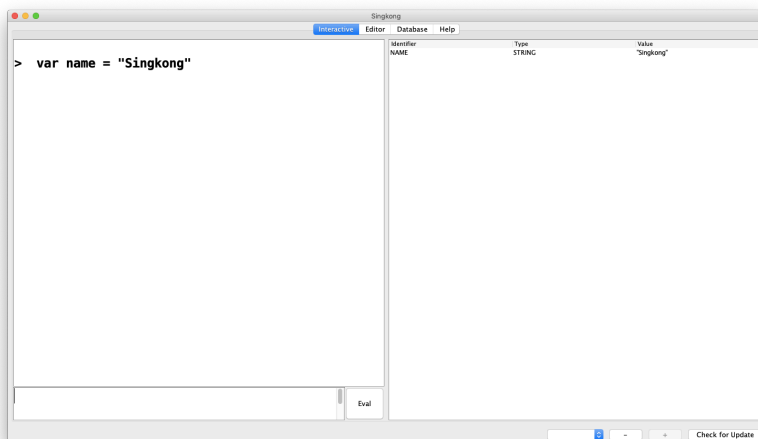 Singkong
Interactive Editor Database Help
> var name = "Singkong"
Identifier Type Value
NAME STRING "Singkong"
Eval
- + Check for Update